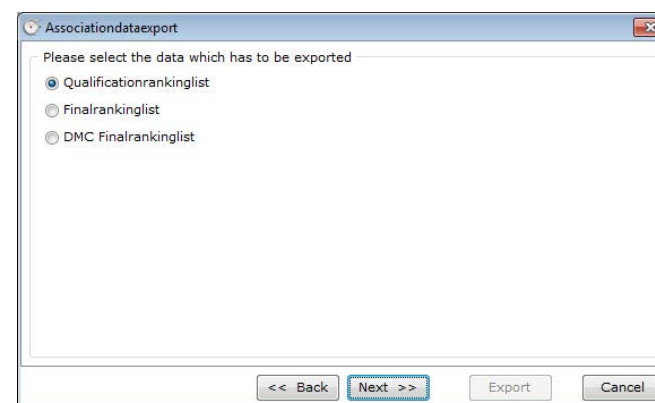 Associationdataexport
Please select the data which has to be exported
Qualificationrankinglist
Finalrankinglist
DMC Finalrankinglist
<< Back Next >> Export Cancel